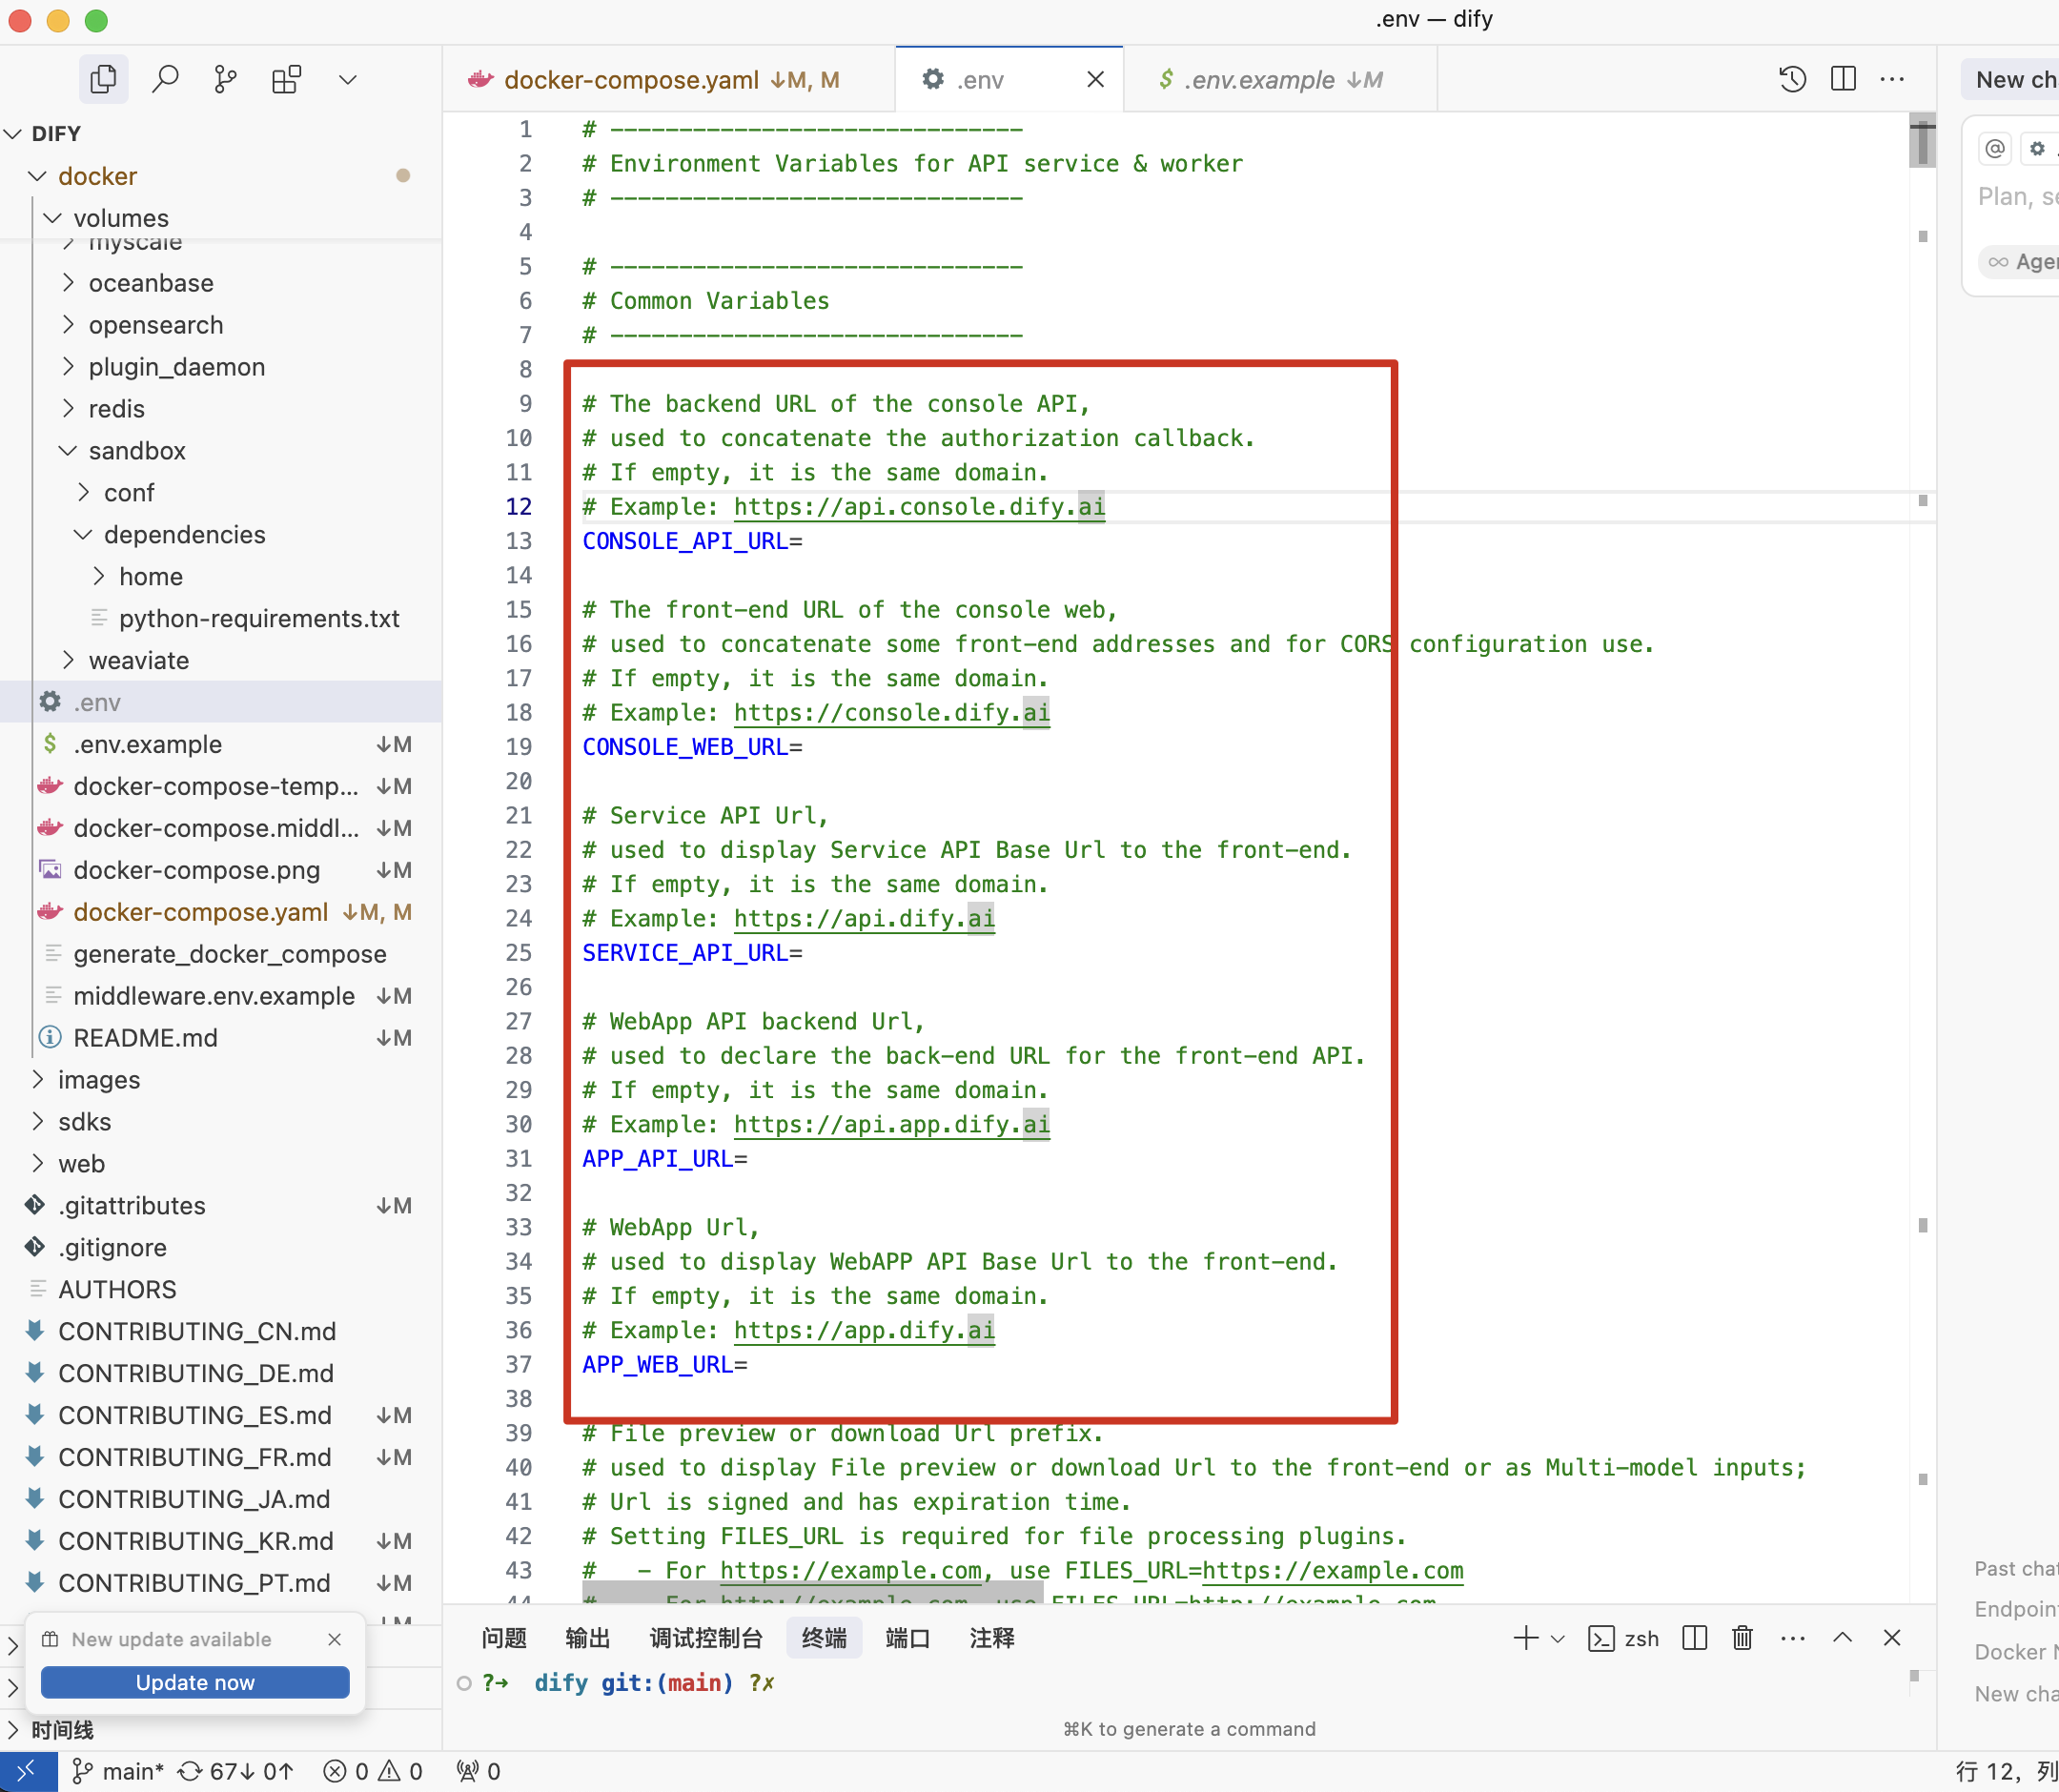 .env — dify
docker-compose.yaml ↓M, M
.env
.env.example ↓M
New ch
DIFY
docker
volumes
myscale
oceanbase
opensearch
plugin_daemon
redis
sandbox
conf
dependencies
home
python-requirements.txt
weaviate
.env
.env.example ↓M
docker-compose-temp... ↓M
docker-compose.middl... ↓M
docker-compose.png ↓M
docker-compose.yaml ↓M, M
generate_docker_compose
middleware.env.example ↓M
README.md ↓M
images
sdks
web
.gitattributes ↓M
.gitignore
AUTHORS
CONTRIBUTING_CN.md
CONTRIBUTING_DE.md
CONTRIBUTING_ES.md ↓M
CONTRIBUTING_FR.md ↓M
CONTRIBUTING_JA.md
CONTRIBUTING_KR.md ↓M
CONTRIBUTING_PT.md ↓M
↓M
New update available
Update now
时间线
1 # ------------------------------
2 # Environment Variables for API service & worker
3 # ------------------------------
4
5 # ------------------------------
6 # Common Variables
7 # ------------------------------
8
9 # The backend URL of the console API,
10 # used to concatenate the authorization callback.
11 # If empty, it is the same domain.
12 # Example: https://api.console.dify.ai
13 CONSOLE_API_URL=
14
15 # The front-end URL of the console web,
16 # used to concatenate some front-end addresses and for CORS configuration use.
17 # If empty, it is the same domain.
18 # Example: https://console.dify.ai
19 CONSOLE_WEB_URL=
20
21 # Service API Url,
22 # used to display Service API Base Url to the front-end.
23 # If empty, it is the same domain.
24 # Example: https://api.dify.ai
25 SERVICE_API_URL=
26
27 # WebApp API backend Url,
28 # used to declare the back-end URL for the front-end API.
29 # If empty, it is the same domain.
30 # Example: https://api.app.dify.ai
31 APP_API_URL=
32
33 # WebApp Url,
34 # used to display WebAPP API Base Url to the front-end.
35 # If empty, it is the same domain.
36 # Example: https://app.dify.ai
37 APP_WEB_URL=
38
39 # File preview or download Url prefix.
40 # used to display File preview or download Url to the front-end or as Multi-model inputs;
41 # Url is signed and has expiration time.
42 # Setting FILES_URL is required for file processing plugins.
43 #   - For https://example.com, use FILES_URL=https://example.com
44 #   - For http://example.com, use FILES_URL=http://example.com
@
Plan, se
∞ Agen
Past chat
Endpoint
Docker N
New cha
问题 输出 调试控制台 终端 端口 注释
zsh
?→ dify git:(main) ?✗
⌘K to generate a command
main* 67↓ 0↑ 0 0 0
行 12，列